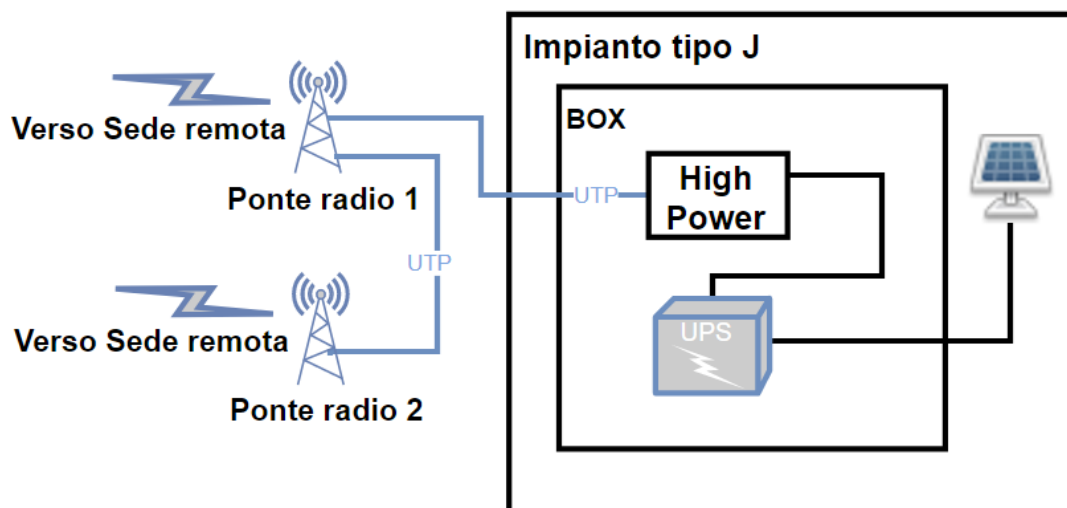 Impianto tipo J
Verso Sede remota
BOX
High
Power
UTP
Ponte radio 1
UTP
Verso Sede remota
UPS
Ponte radio 2